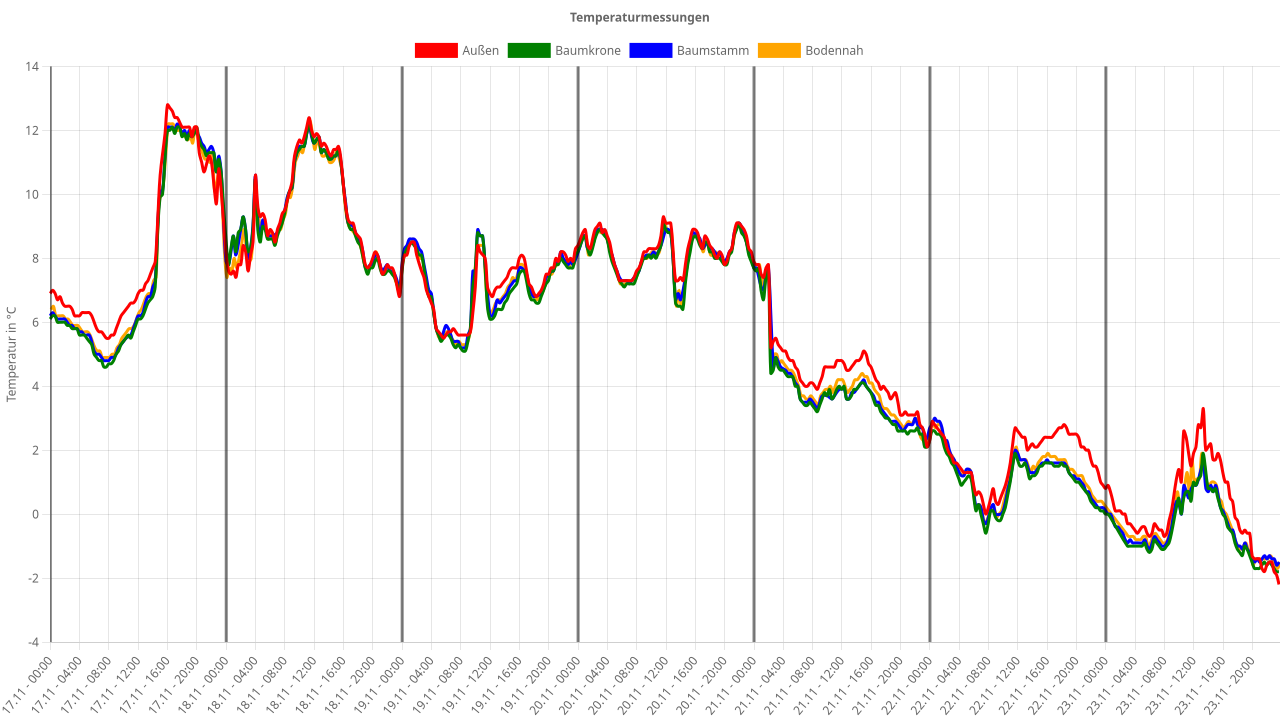 Temperaturmessungen
Außen Baumkrone Baumstamm Bodennah
Temperatur in °C
14
12
10
8
6
4
2
0
-2
-4
17.11 - 00:00
17.11 - 04:00
17.11 - 08:00
17.11 - 12:00
17.11 - 16:00
17.11 - 20:00
18.11 - 00:00
18.11 - 04:00
18.11 - 08:00
18.11 - 12:00
18.11 - 16:00
18.11 - 20:00
19.11 - 00:00
19.11 - 04:00
19.11 - 08:00
19.11 - 12:00
19.11 - 16:00
19.11 - 20:00
20.11 - 00:00
20.11 - 04:00
20.11 - 08:00
20.11 - 12:00
20.11 - 16:00
20.11 - 20:00
21.11 - 00:00
21.11 - 04:00
21.11 - 08:00
21.11 - 12:00
21.11 - 16:00
21.11 - 20:00
22.11 - 00:00
22.11 - 04:00
22.11 - 08:00
22.11 - 12:00
22.11 - 16:00
22.11 - 20:00
23.11 - 00:00
23.11 - 04:00
23.11 - 08:00
23.11 - 12:00
23.11 - 16:00
23.11 - 20:00